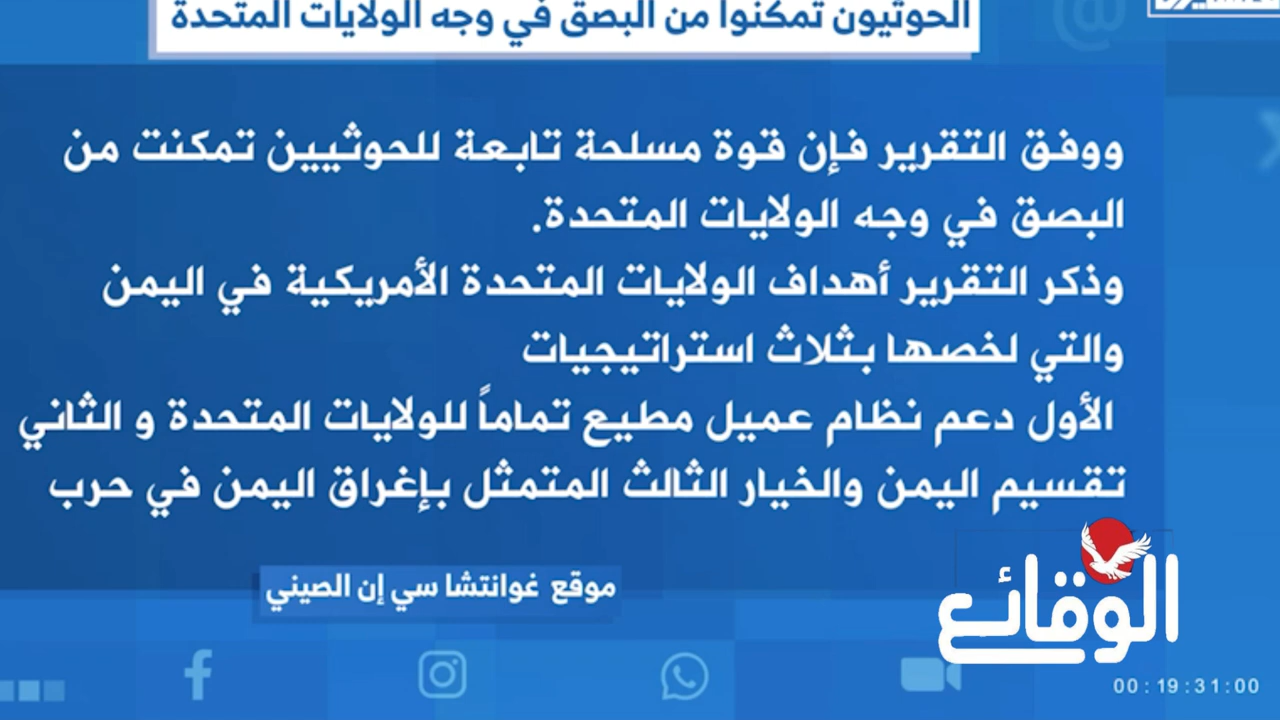 الحوثيون تمكنوا من البصق في وجه الولايات المتحدة
ووفق التقرير فإن قوة مسلحة تابعة للحوثيين تمكنت من
البصق في وجه الولايات المتحدة.
وذكر التقرير أهداف الولايات المتحدة الأمريكية في اليمن
والتي لخصها بثلاث استراتيجيات
الأول دعم نظام عميل مطيع تماماً للولايات المتحدة و الثاني
تقسيم اليمن والخيار الثالث المتمثل بإغراق اليمن في حرب
موقع غوانتشا سي إن الصيني
الوقائع
00:19:31:00